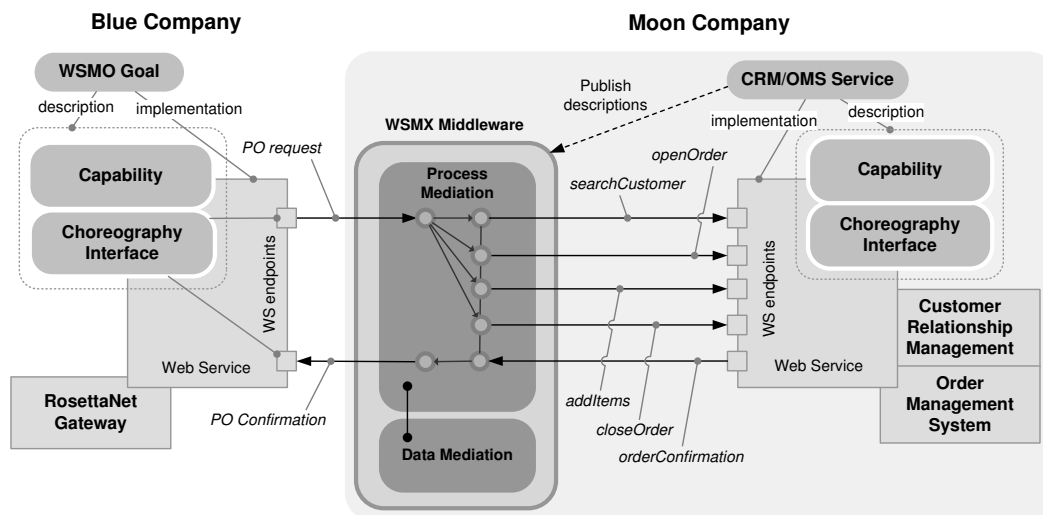 Blue Company
Moon Company
WSMO Goal
description
implementation
Capability
Choreography
Interface
WS endpoints
Web Service
RosettaNet
Gateway
PO request
PO Confirmation
WSMX Middleware
Process
Mediation
Data Mediation
Publish
descriptions
CRM/OMS Service
implementation
description
openOrder
searchCustomer
addItems
closeOrder
orderConfirmation
Capability
Choreography
Interface
WS endpoints
Web Service
Customer
Relationship
Management
Order
Management
System